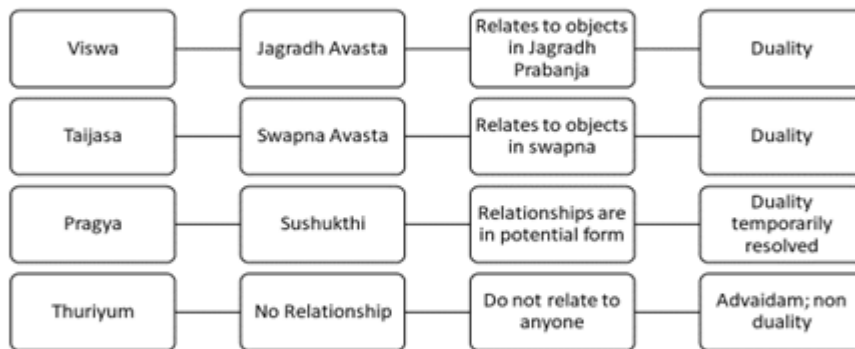 Viswa
Jagradh Avasta
Relates to objects
in Jagradh
Prabanja
Duality
Taijasa
Swapna Avasta
Relates to objects
in swapna
Duality
Pragya
Sushukthi
Relationships are
in potential form
Duality
temporarily
resolved
Thuriyum
No Relationship
Do not relate to
anyone
Advaidam; non
duality